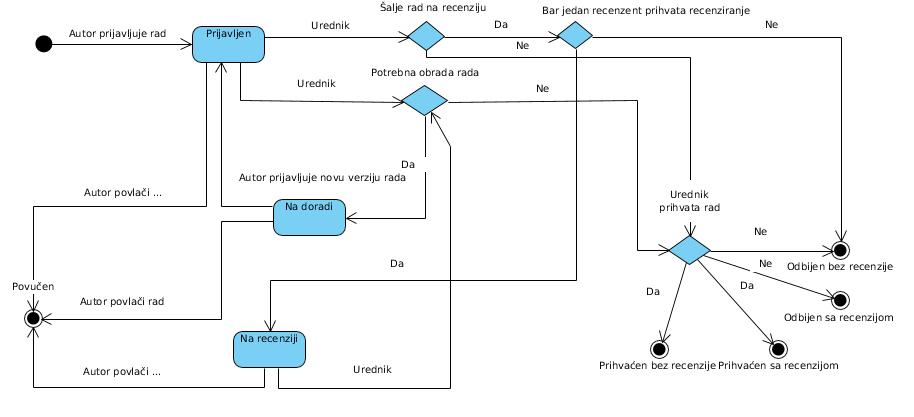 Šalje rad na recenziju
Bar jedan recenzent prihvata recenziranje
Autor prijavljuje rad
Prijavljen
Urednik
Da
Ne
Ne
Potrebna obrada rada
Urednik
Ne
Da
Autor prijavljuje novu verziju rada
Autor povlači ...
Na doradi
Urednik
prihvata rad
Ne
Ne
Odbijen bez recenzije
Da
Povučen
Autor povlači rad
Da
Da
Odbijen sa recenzijom
Na recenziji
Prihvaćen bez recenzije
Prihvaćen sa recenzijom
Autor povlači ...
Urednik